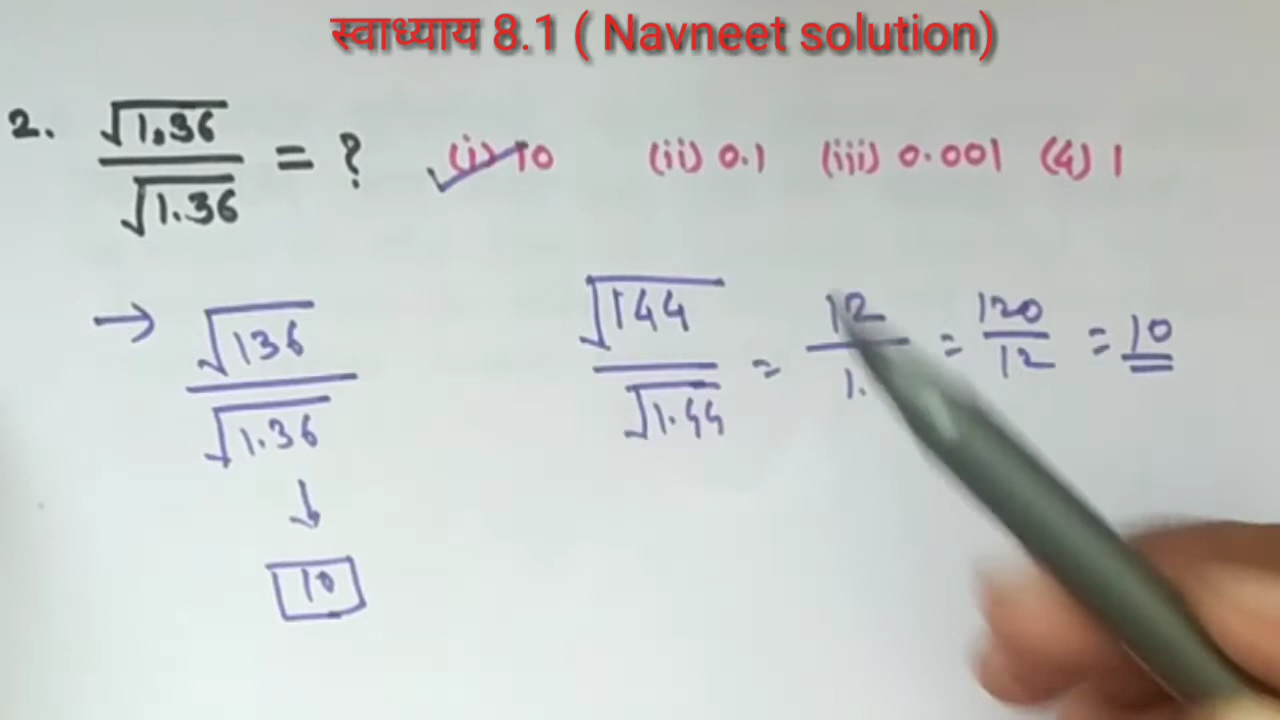 स्वाध्याय 8.1 ( Navneet solution)
2. √1.36 / √1.36 = ? (i) 10 (ii) 0.1 (iii) 0.001 (4) 1
→ √136 / √1.36
√144 / √1.44 = 12 / 1. = 120 / 12 = 10
↓
10